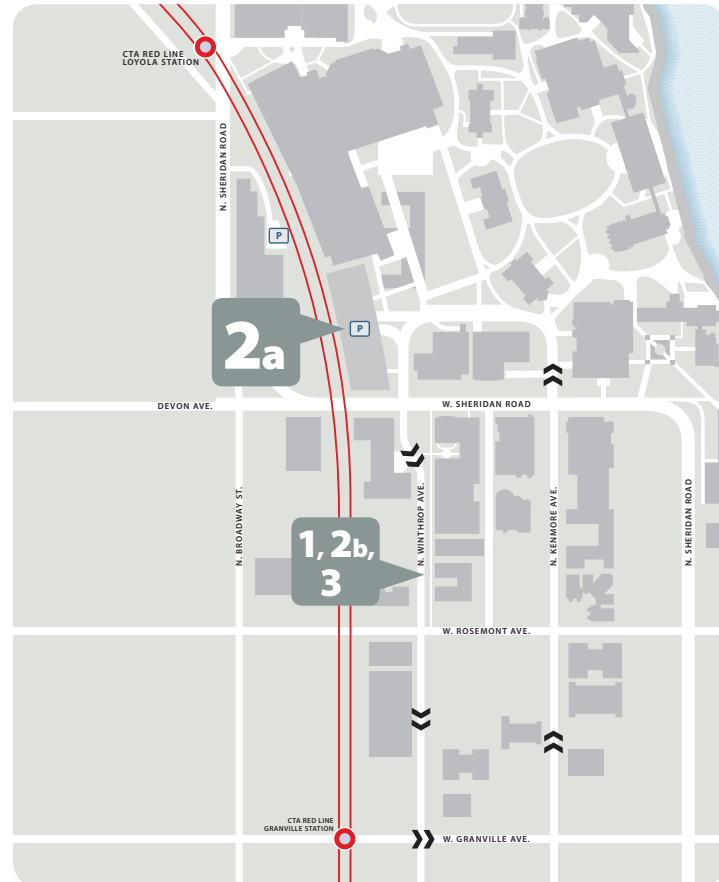 CTA RED LINE
LOYOLA STATION
N. SHERIDAN ROAD
P
P
2a
W. SHERIDAN ROAD
DEVON AVE.
N. BROADWAY ST.
N. WINTHROP AVE.
N. KENMORE AVE.
N. SHERIDAN ROAD
1, 2b,
3
W. ROSEMONT AVE.
CTA RED LINE
GRANVILLE STATION
W. GRANVILLE AVE.